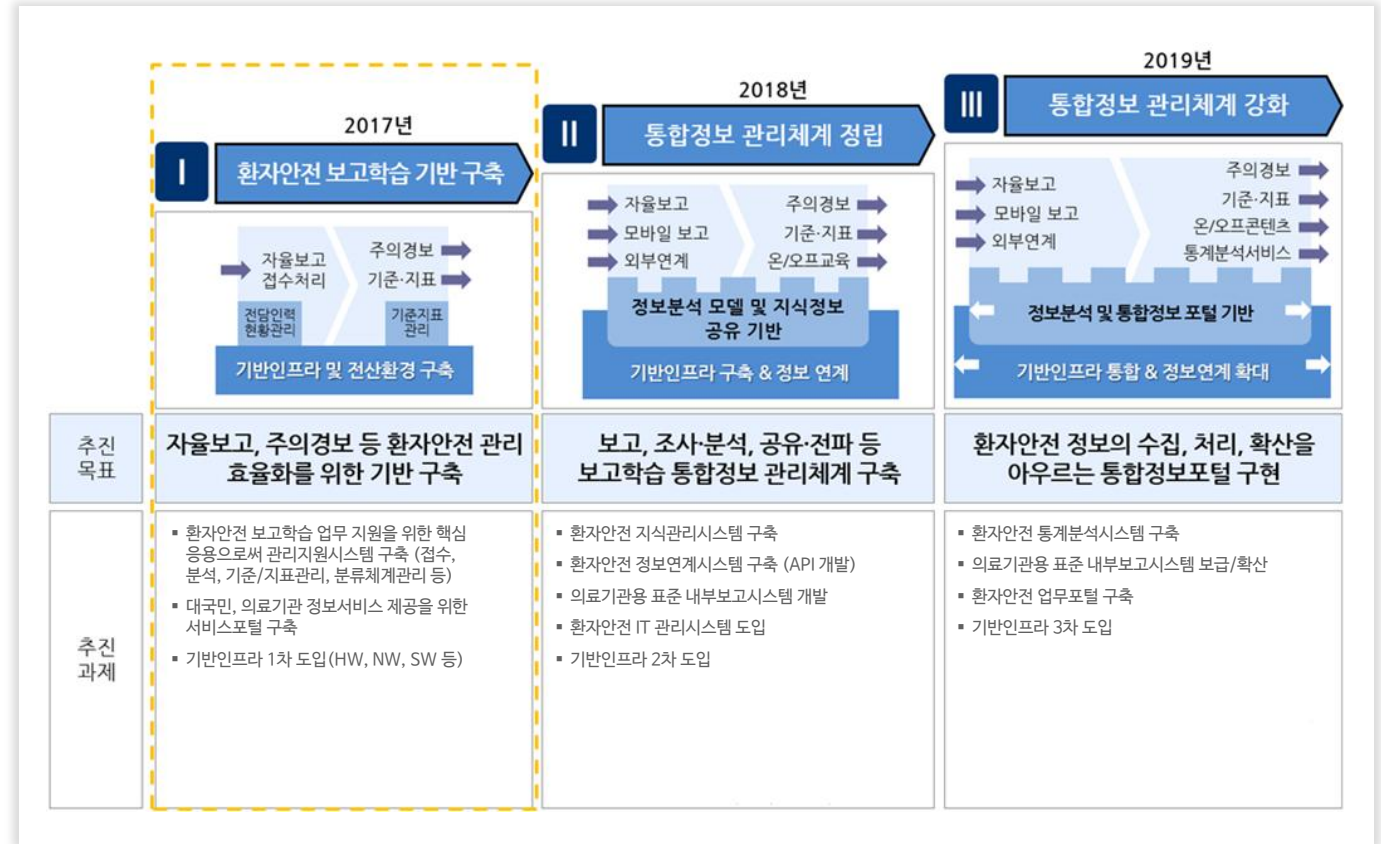 2017년
I
환자안전 보고학습 기반 구축
자율보고
접수처리
주의경보
기준·지표
전담인력
현황관리
기준지표
관리
기반인프라 및 전산환경 구축
2018년
II
통합정보 관리체계 정립
자율보고
모바일 보고
외부연계
주의경보
기준·지표
온/오프교육
정보분석 모델 및 지식정보
공유 기반
기반인프라 구축 & 정보 연계
2019년
III
통합정보 관리체계 강화
자율보고
모바일 보고
외부연계
주의경보
기준·지표
온/오프콘텐츠
통계분석서비스
정보분석 및 통합정보 포털 기반
기반인프라 통합 & 정보연계 확대
추진
목표
자율보고, 주의경보 등 환자안전 관리
효율화를 위한 기반 구축
보고, 조사·분석, 공유·전파 등
보고학습 통합정보 관리체계 구축
환자안전 정보의 수집, 처리, 확산을
아우르는 통합정보포털 구현
추진
과제
▪ 환자안전 보고학습 업무 지원을 위한 핵심
응용으로써 관리지원시스템 구축 (접수,
분석, 기준/지표관리, 분류체계관리 등)
▪ 대국민, 의료기관 정보서비스 제공을 위한
서비스포털 구축
▪ 기반인프라 1차 도입(HW, NW, SW 등)
▪ 환자안전 지식관리시스템 구축
▪ 환자안전 정보연계시스템 구축 (API 개발)
▪ 의료기관용 표준 내부보고시스템 개발
▪ 환자안전 IT 관리시스템 도입
▪ 기반인프라 2차 도입
▪ 환자안전 통계분석시스템 구축
▪ 의료기관용 표준 내부보고시스템 보급/확산
▪ 환자안전 업무포털 구축
▪ 기반인프라 3차 도입